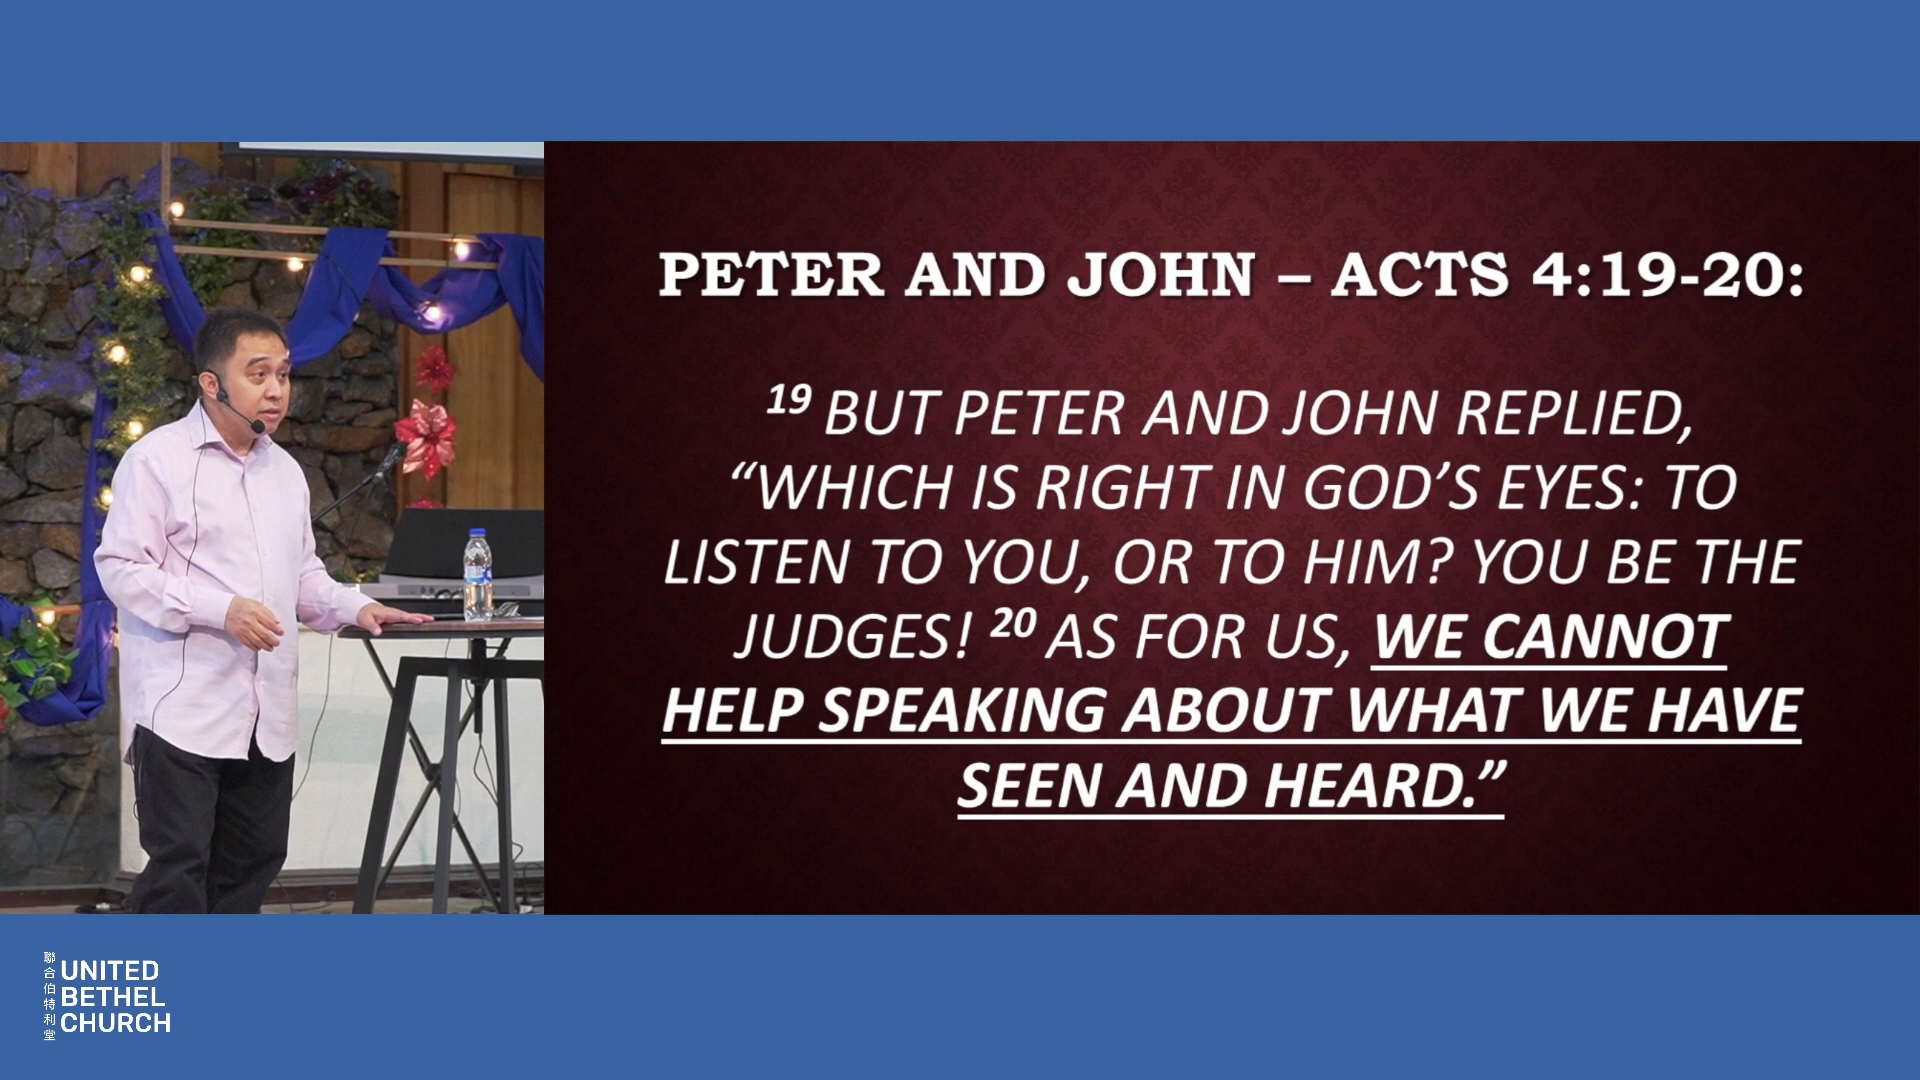 PETER AND JOHN – ACTS 4:19-20:
19 BUT PETER AND JOHN REPLIED,
“WHICH IS RIGHT IN GOD’S EYES: TO
LISTEN TO YOU, OR TO HIM? YOU BE THE
JUDGES! 20 AS FOR US, WE CANNOT
HELP SPEAKING ABOUT WHAT WE HAVE
SEEN AND HEARD.”
聯合伯特利堂
UNITED
BETHEL
CHURCH